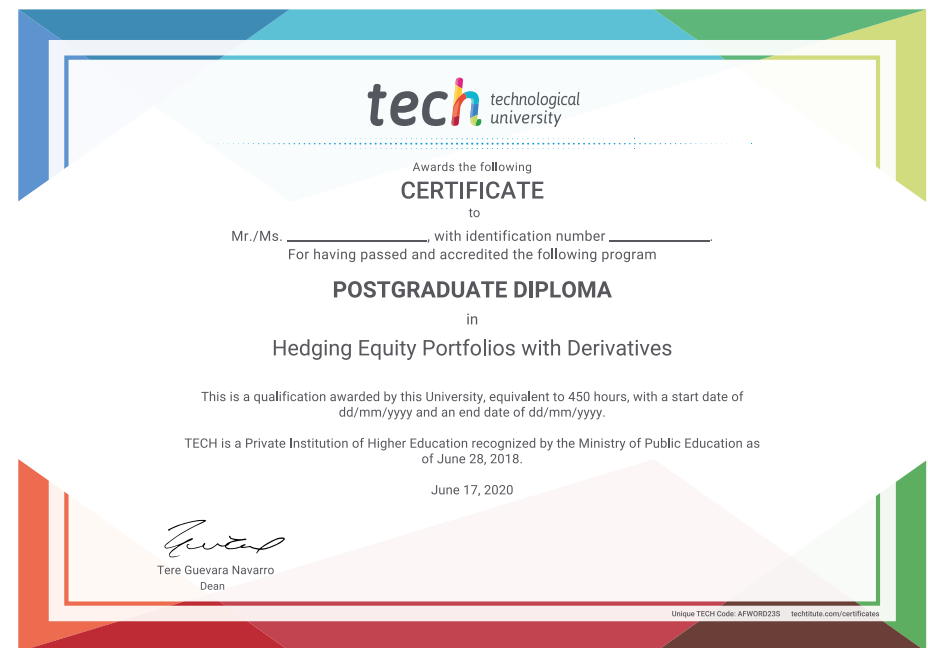 tech technological
university
Awards the following
CERTIFICATE
to
Mr./Ms. ________________, with identification number ____________.
For having passed and accredited the following program
POSTGRADUATE DIPLOMA
in
Hedging Equity Portfolios with Derivatives
This is a qualification awarded by this University, equivalent to 450 hours, with a start date of
dd/mm/yyyy and an end date of dd/mm/yyyy.
TECH is a Private Institution of Higher Education recognized by the Ministry of Public Education as
of June 28, 2018.
June 17, 2020
Tere Guevara Navarro
Dean
Unique TECH Code: AFWORD23S techtitute.com/certificates